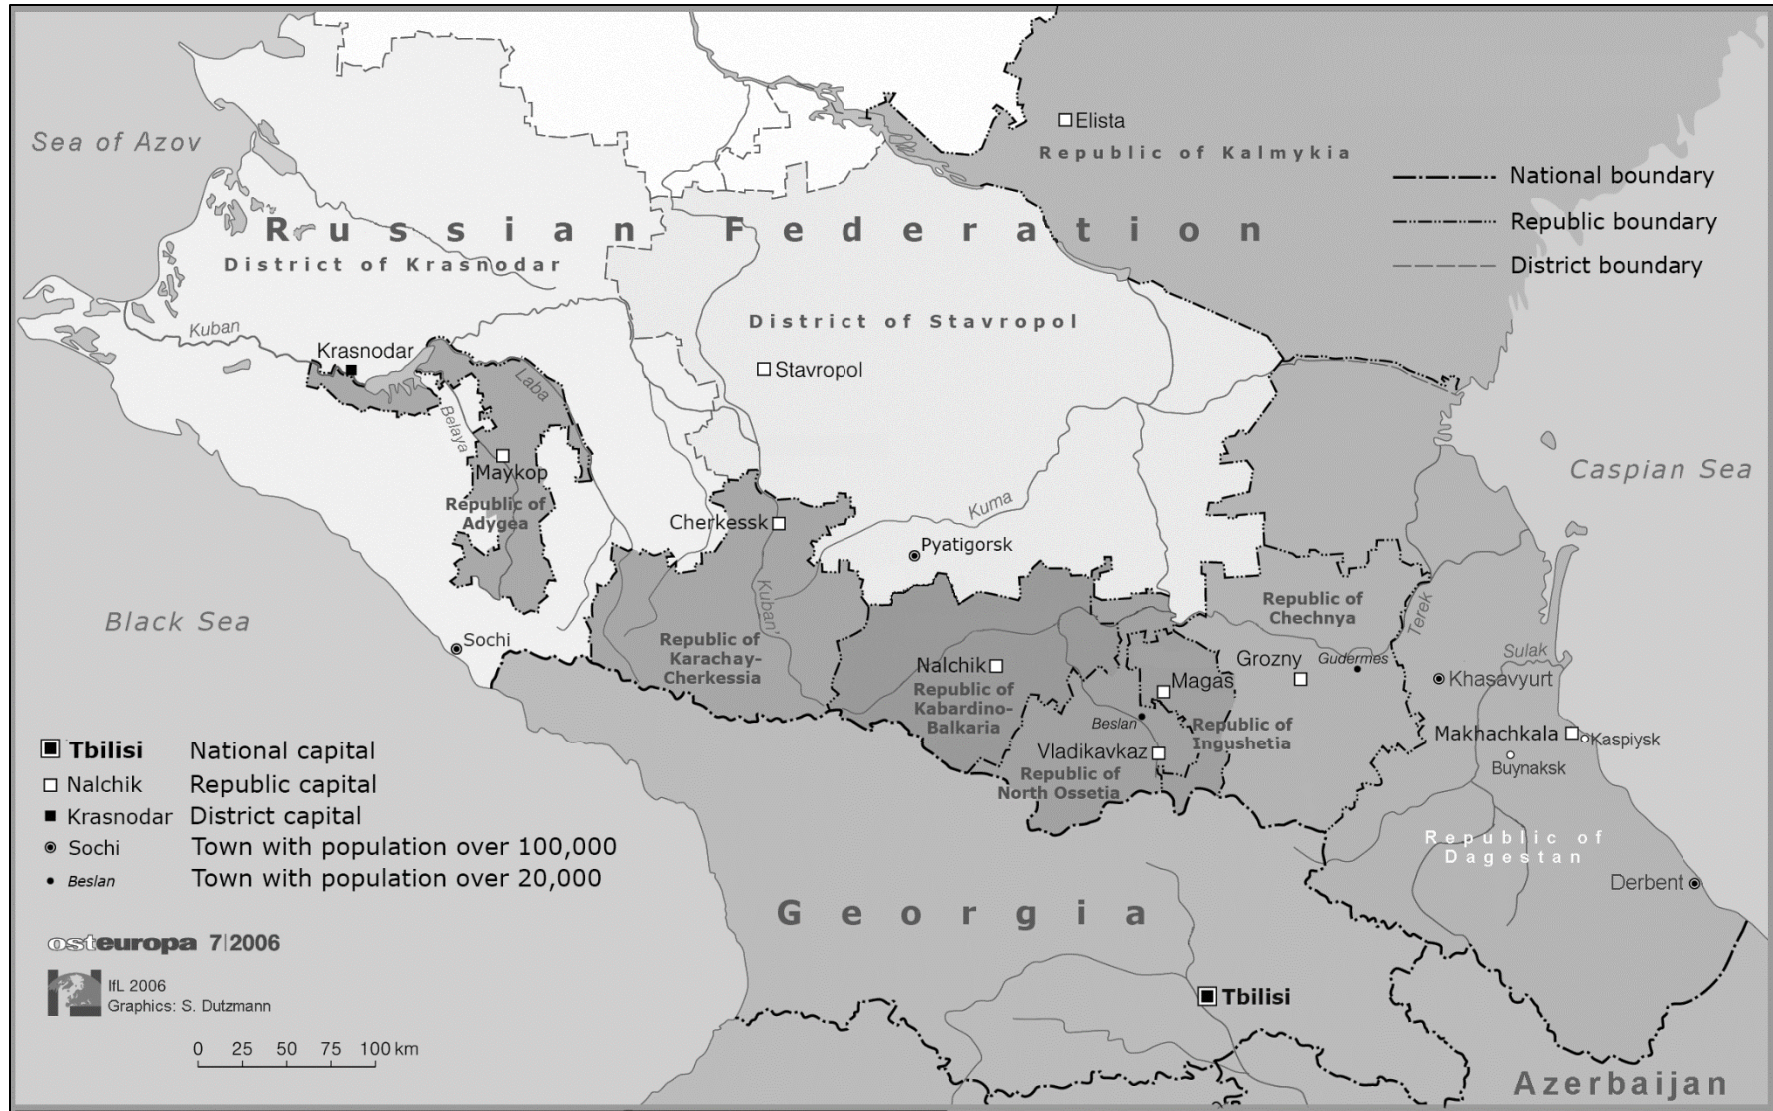 Sea of Azov
Elista
Republic of Kalmykia
National boundary
Republic boundary
District boundary
Russian Federation
District of Krasnodar
District of Stavropol
Kuban
Krasnodar
Stavropol
Laba
Belaya
Maykop
Republic of
Adygea
Caspian Sea
Kuma
Cherkessk
Pyatigorsk
Kuban'
Black Sea
Sochi
Republic of
Karachay-
Cherkessia
Republic of
Chechnya
Terek
Sulak
Nalchik
Republic of
Kabardino-
Balkaria
Grozny
Gudermes
Magas
Khasavyurt
Beslan
Republic of
Ingushetia
Vladikavkaz
Republic of
North Ossetia
Makhachkala
Kaspiysk
Buynaksk
Republic of
Dagestan
Derbent
Georgia
Tbilisi
Azerbaijan
Tbilisi National capital
Nalchik Republic capital
Krasnodar District capital
Sochi Town with population over 100,000
Beslan Town with population over 20,000
osteuropa 7|2006
IfL 2006
Graphics: S. Dutzmann
0 25 50 75 100 km